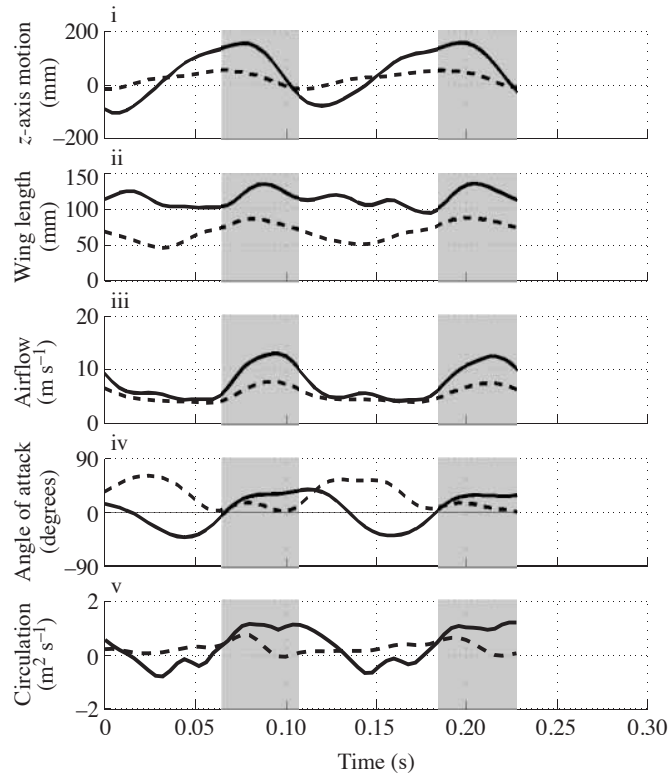 i
z-axis motion
(mm)
200
0
−200
ii
Wing length
(mm)
150
100
50
0
iii
Airflow
(m s⁻¹)
20
10
0
iv
Angle of attack
(degrees)
90
0
−90
v
Circulation
(m² s⁻¹)
2
0
−2
0 0.05 0.10 0.15 0.20 0.25 0.30
Time (s)